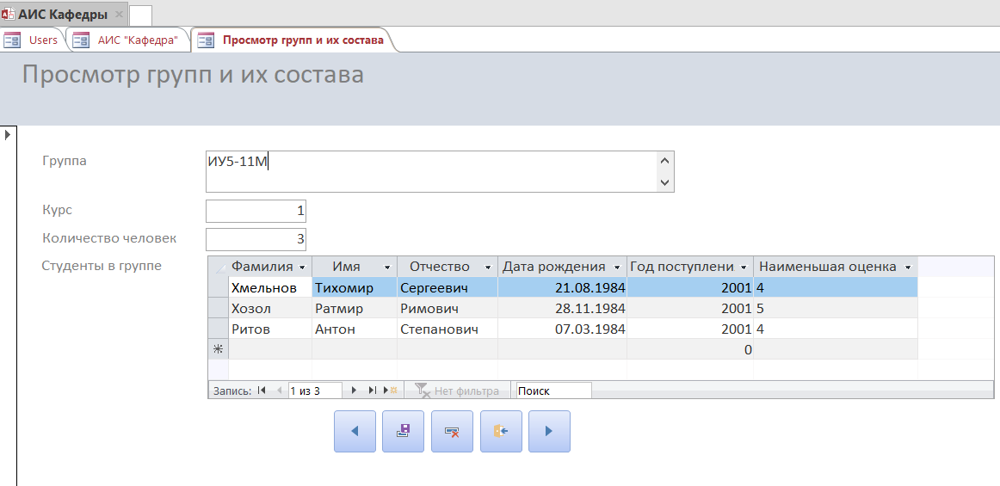 АИС Кафедры
Users АИС "Кафедра" Просмотр групп и их состава
Просмотр групп и их состава
Группа ИУ5-11М
Курс 1
Количество человек 3
Студенты в группе
Фамилия Имя Отчество Дата рождения Год поступлени Наименьшая оценка
Хмельнов Тихомир Сергеевич 21.08.1984 2001 4
Хозол Ратмир Римович 28.11.1984 2001 5
Ритов Антон Степанович 07.03.1984 2001 4
0
Запись: 1 из 3 Нет фильтра Поиск